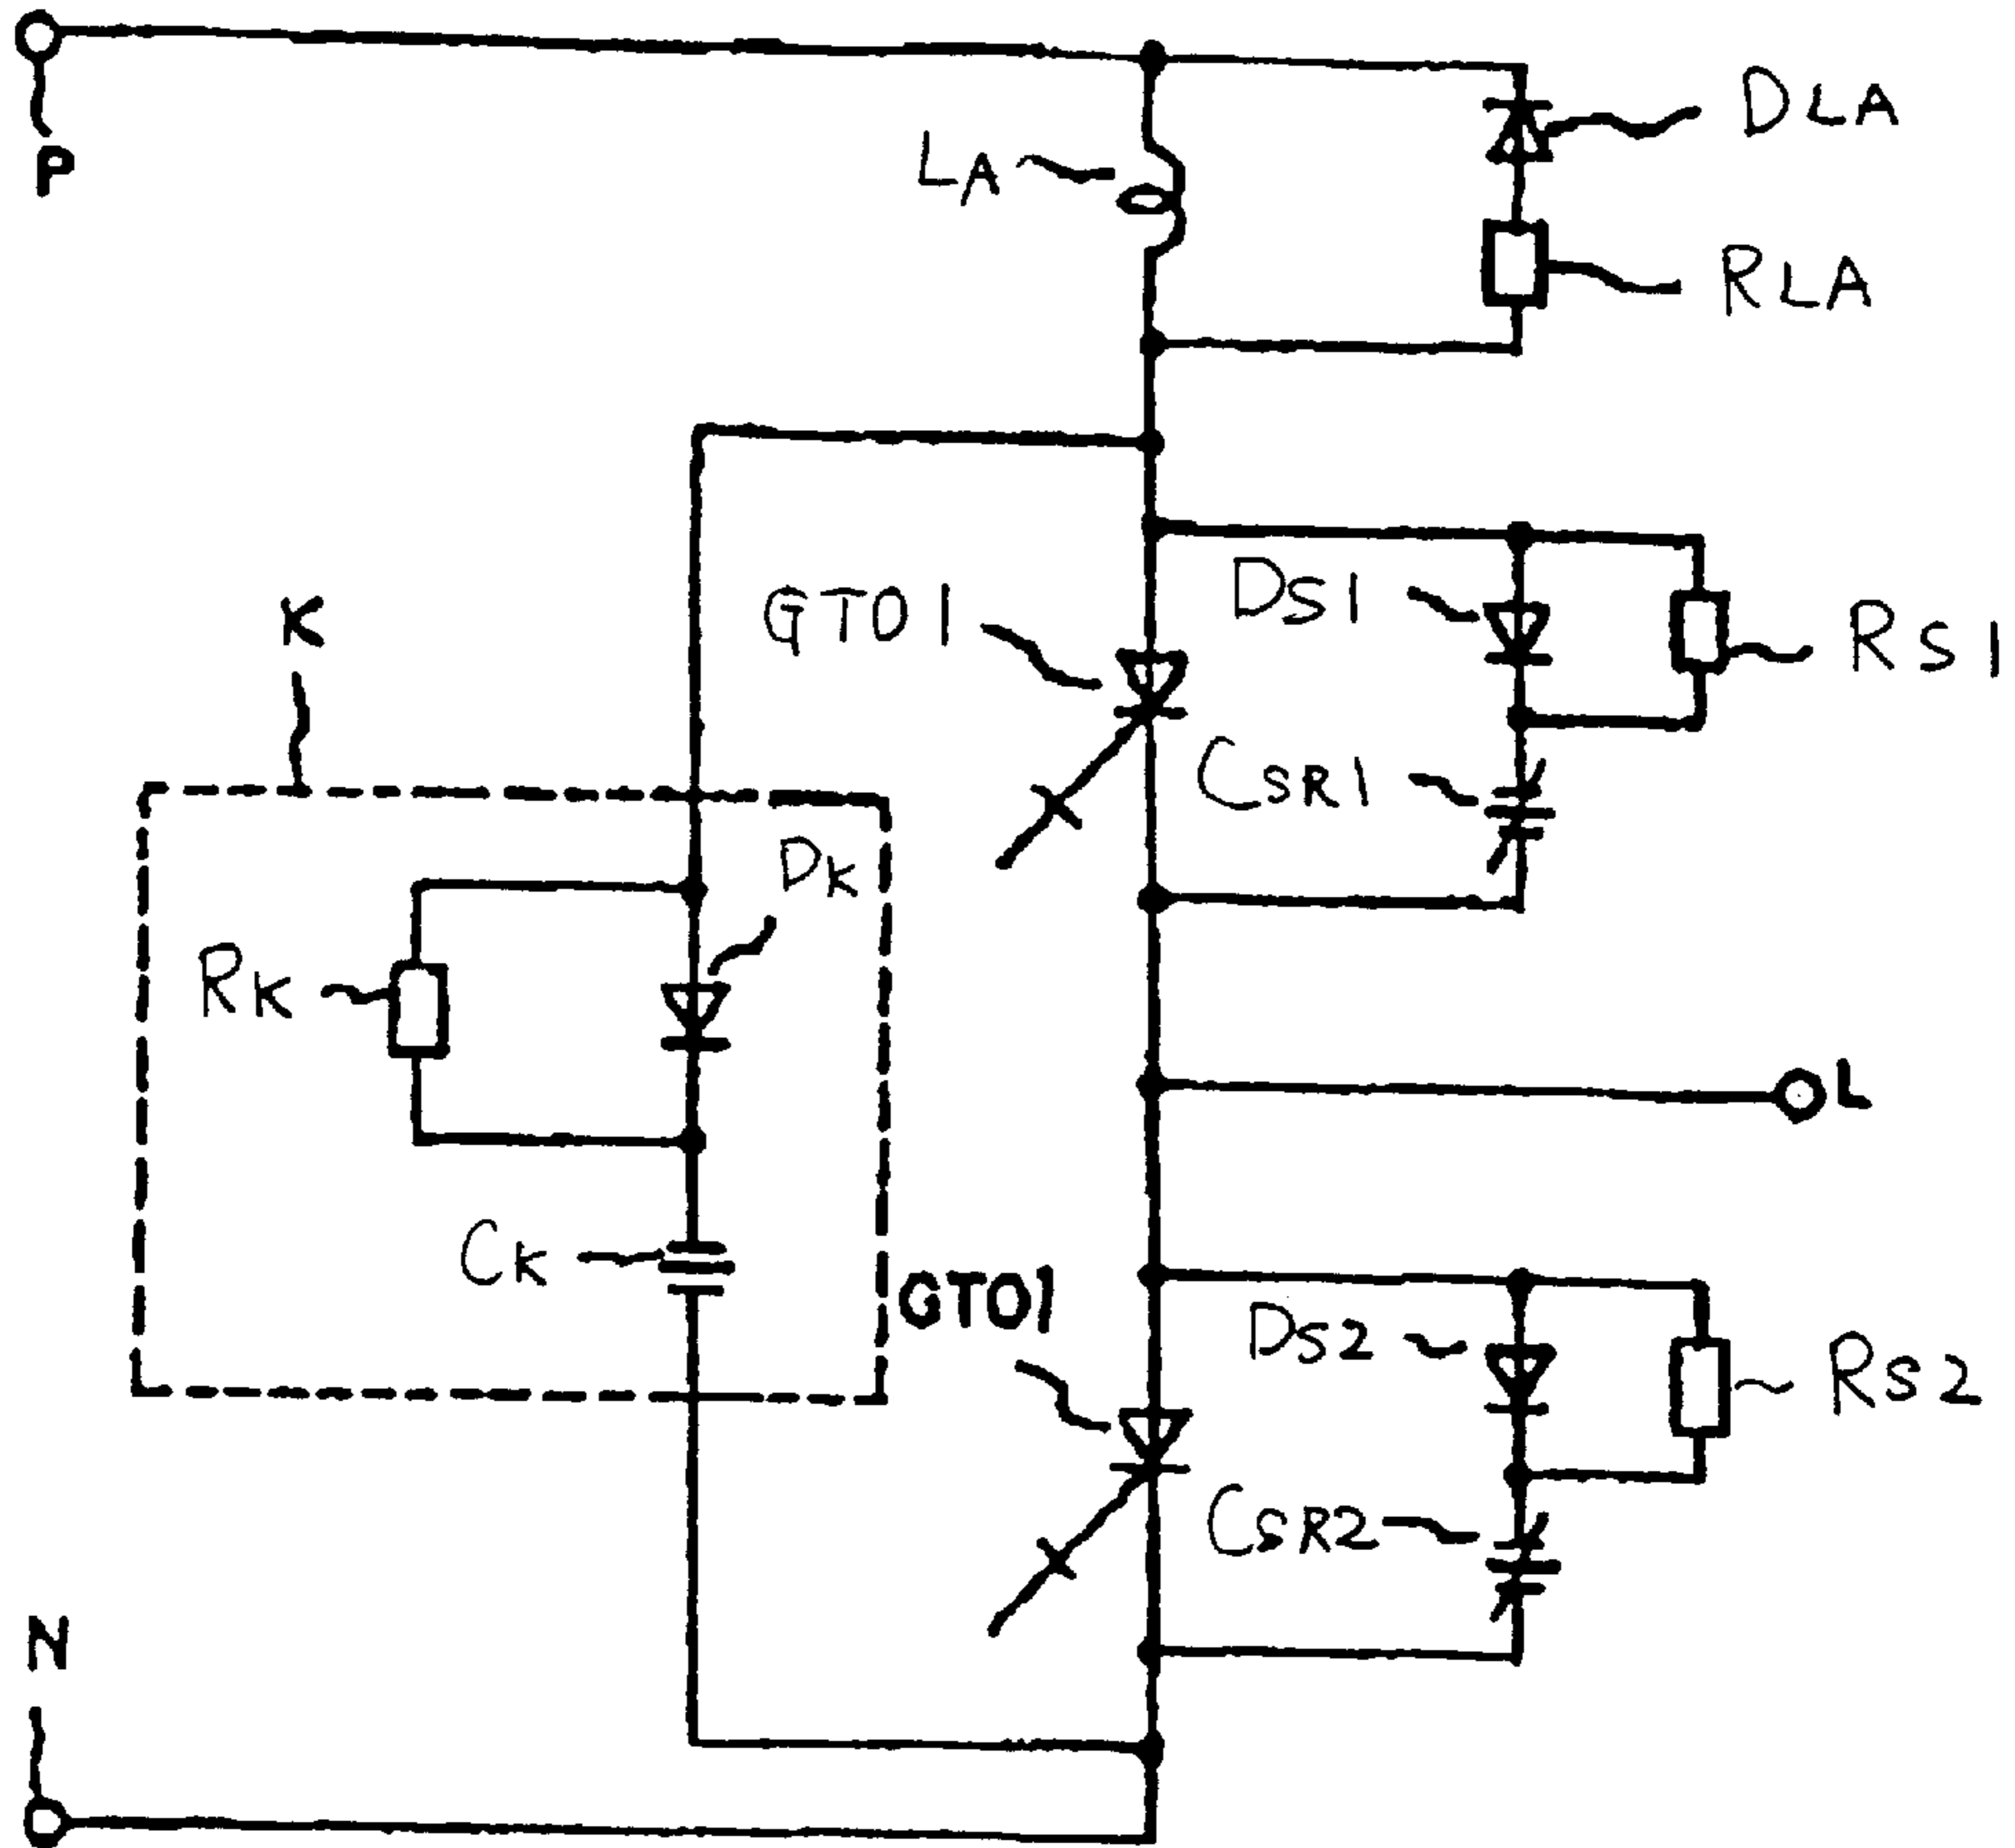 P
DLA
LA
RLA
GTO1
DS1
RS1
K
CSR1
Dk
RK
L
CK
GTO1
DS2
RS2
CSR2
N